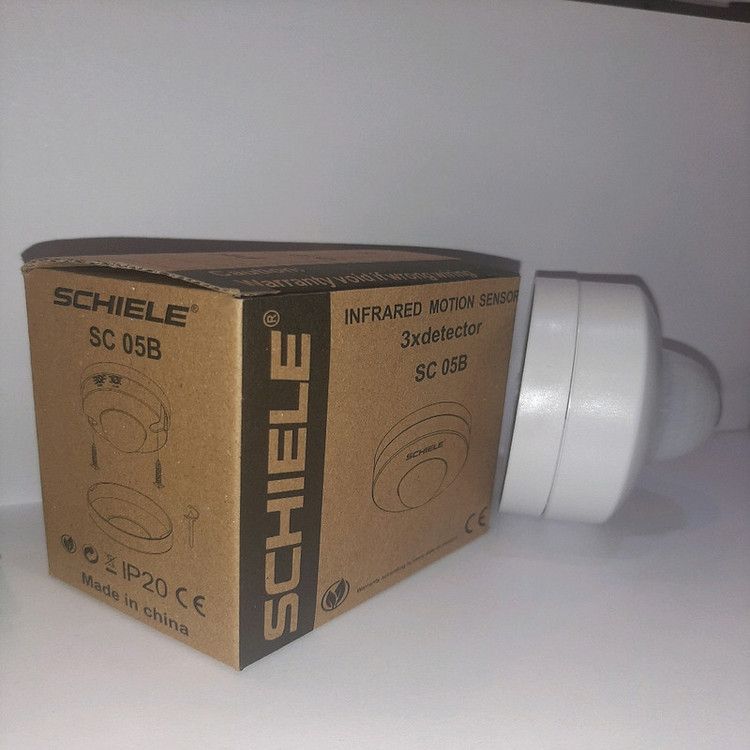 Caution:
Warranty void if wrong wiring
SCHIELE®
SC 05B
IP20 CE
Made in china
SCHIELE®
INFRARED MOTION SENSOR
3xdetector
SC 05B
SCHIELE
CE